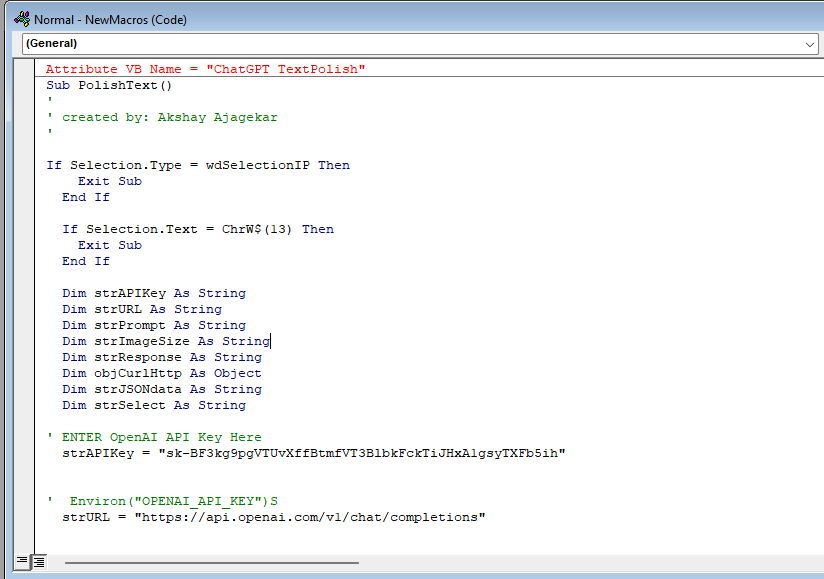 Normal - NewMacros (Code)
(General)
Attribute VB_Name = "ChatGPT_TextPolish"
Sub PolishText()
'
' created by: Akshay Ajagekar
'
If Selection.Type = wdSelectionIP Then
Exit Sub
End If
If Selection.Text = ChrW$(13) Then
Exit Sub
End If
Dim strAPIKey As String
Dim strURL As String
Dim strPrompt As String
Dim strImageSize As String
Dim strResponse As String
Dim objCurlHttp As Object
Dim strJSONdata As String
Dim strSelect As String
' ENTER OpenAI API Key Here
strAPIKey = "sk-BF3kg9pgVTUvXffBtmfVT3BlbkFckTiJHxA1gsyTXFb5ih"
' Environ("OPENAI_API_KEY")S
strURL = "https://api.openai.com/v1/chat/completions"